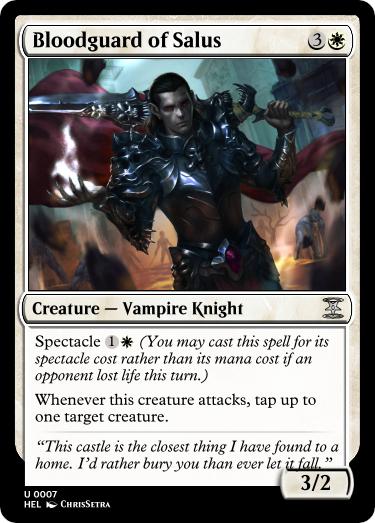 Bloodguard of Salus 3
Creature — Vampire Knight
Spectacle 1 (You may cast this spell for its
spectacle cost rather than its mana cost if an
opponent lost life this turn.)
Whenever this creature attacks, tap up to
one target creature.
“This castle is the closest thing I have found to a
home. I’d rather bury you than ever let it fall.”
3/2
U 0007
HEL ChrisSetra